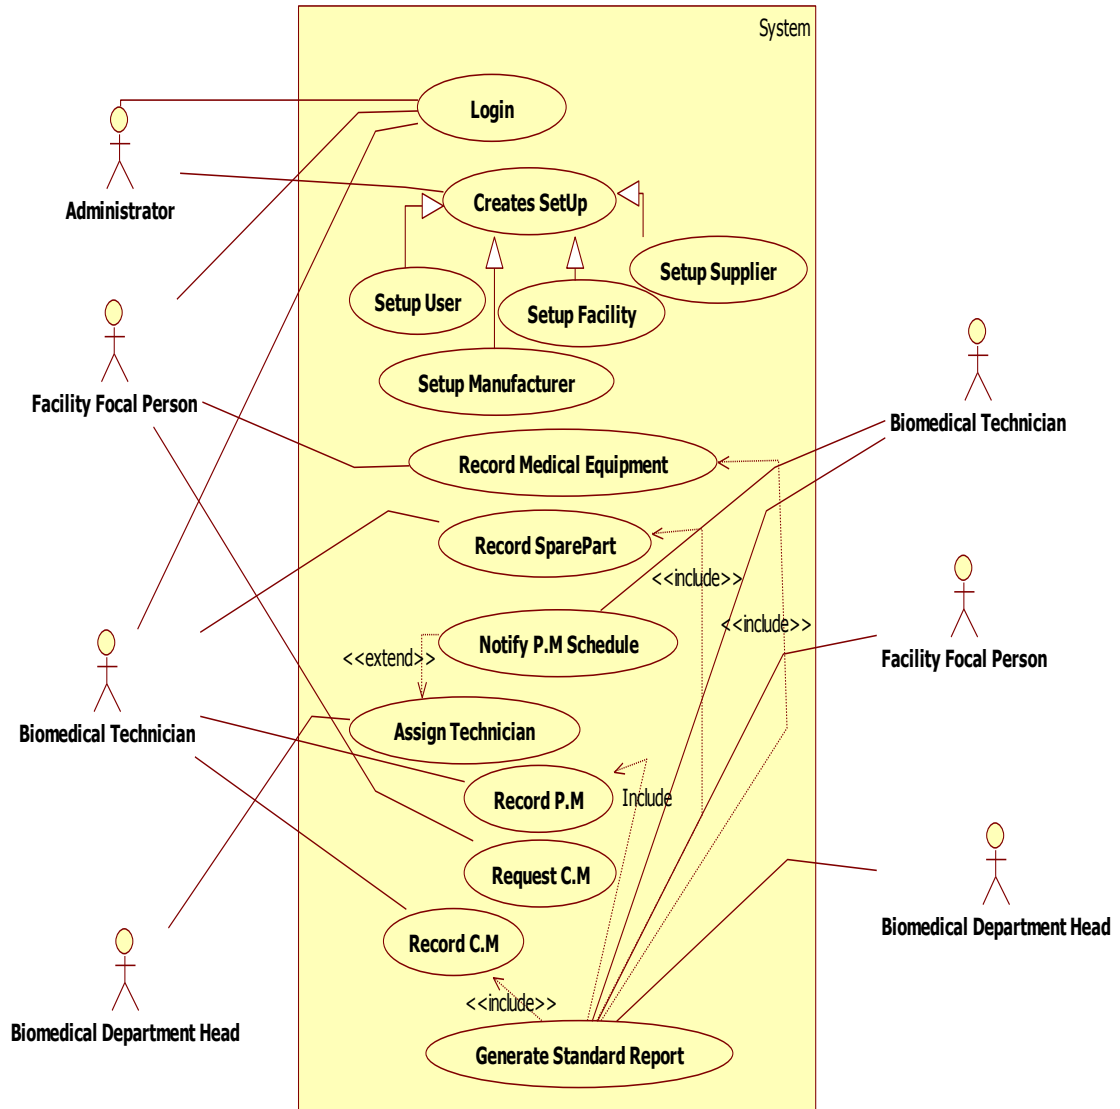 System
Login
Administrator
Creates SetUp
Setup Supplier
Setup User
Setup Facility
Setup Manufacturer
Facility Focal Person
Biomedical Technician
Record Medical Equipment
Record SparePart
<<include>>
<<include>>
Notify P.M Schedule
<<extend>>
Facility Focal Person
Biomedical Technician
Assign Technician
Record P.M
Include
Request C.M
Record C.M
Biomedical Department Head
<<include>>
Biomedical Department Head
Generate Standard Report